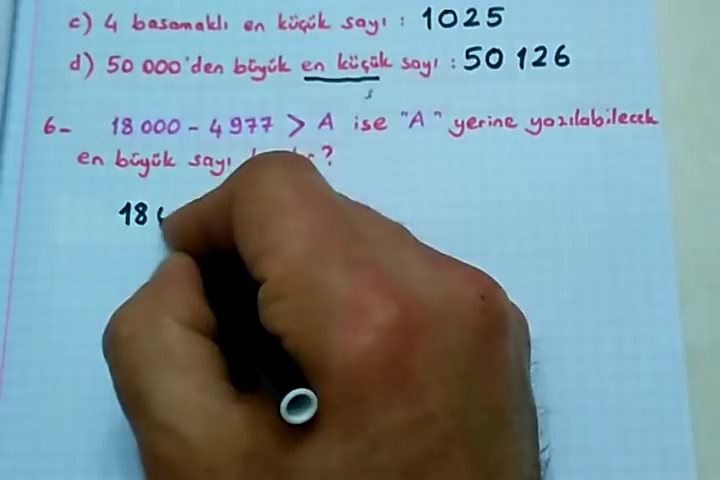 c) 4 basamaklı en küçük sayı : 1025
d) 50 000'den büyük en küçük sayı : 50 126
6- 18 000 - 4 977 > A ise "A" yerine yazılabilecek
en büyük sayı ?
18